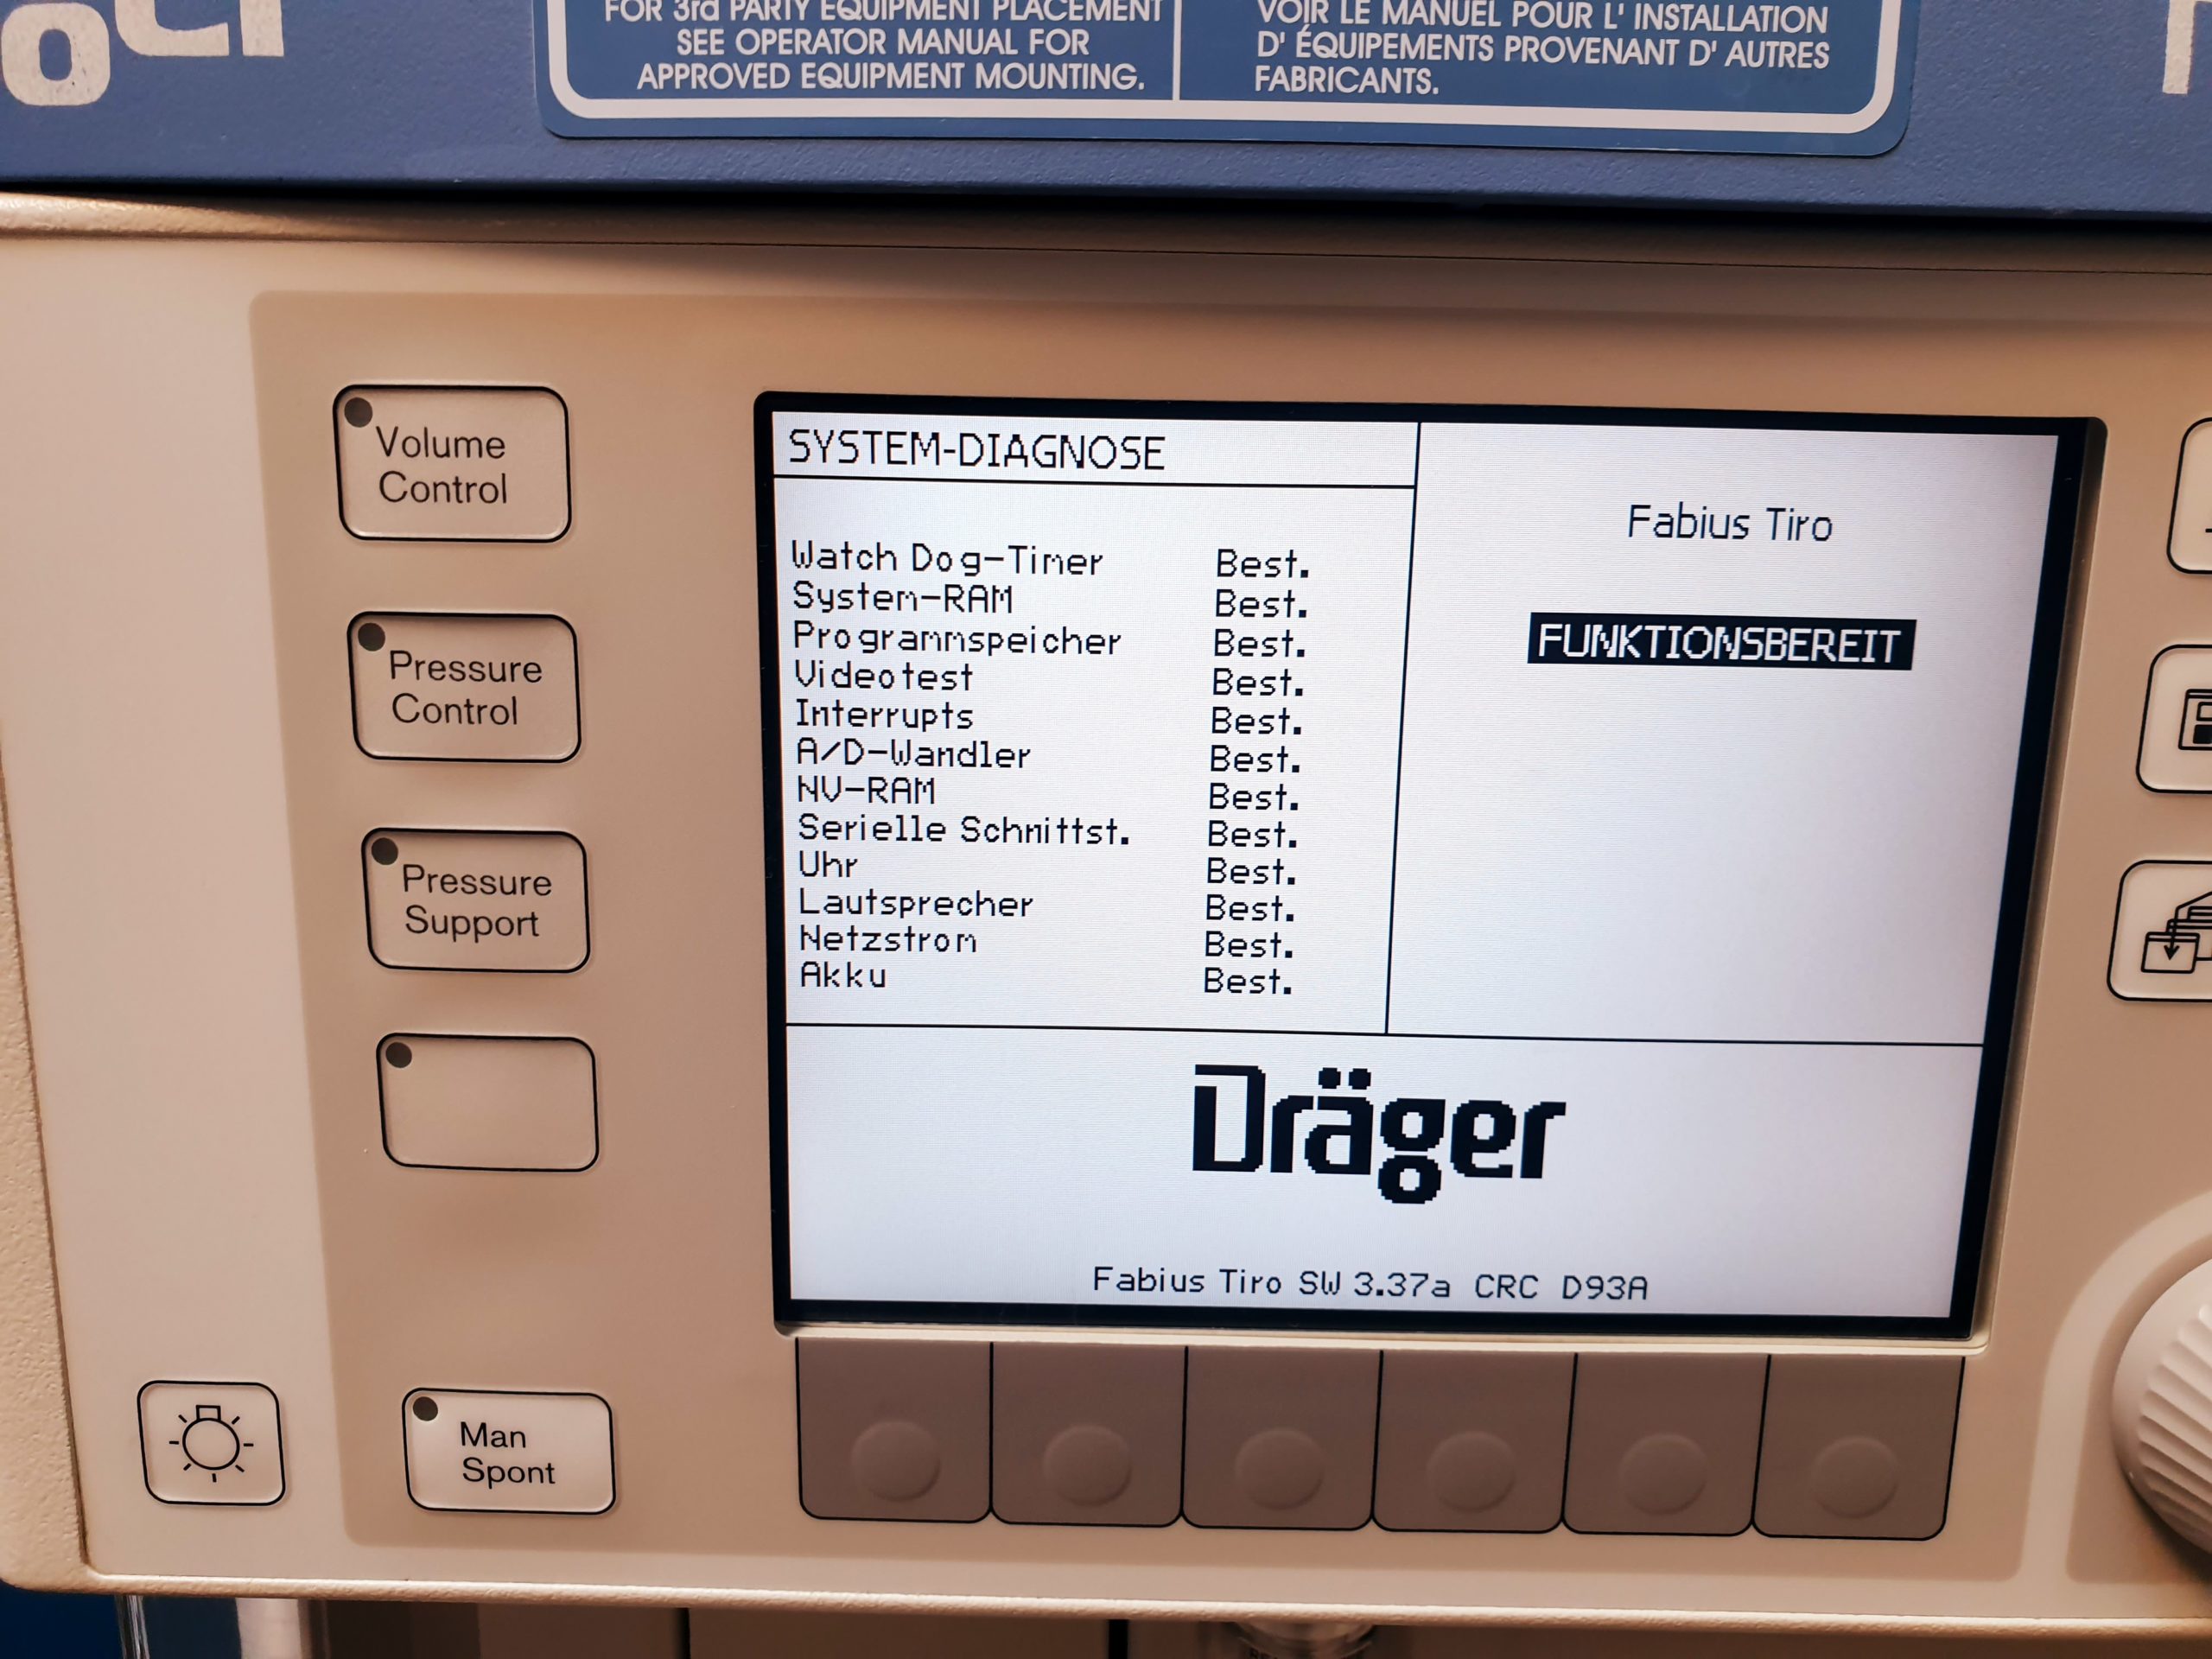 FOR 3rd PARTY EQUIPMENT PLACEMENT
SEE OPERATOR MANUAL FOR
APPROVED EQUIPMENT MOUNTING.
VOIR LE MANUEL POUR L' INSTALLATION
D' ÉQUIPEMENTS PROVENANT D' AUTRES
FABRICANTS.
Volume
Control
Pressure
Control
Pressure
Support
Man
Spont
SYSTEM-DIAGNOSE
Watch Dog-Timer Best.
System-RAM Best.
Programmspeicher Best.
Videotest Best.
Interrupts Best.
A/D-Wandler Best.
NV-RAM Best.
Serielle Schnittst. Best.
Uhr Best.
Lautsprecher Best.
Netzstrom Best.
Akku Best.
Fabius Tiro
FUNKTIONSBEREIT
Dräger
Fabius Tiro SW 3.37a CRC D93A